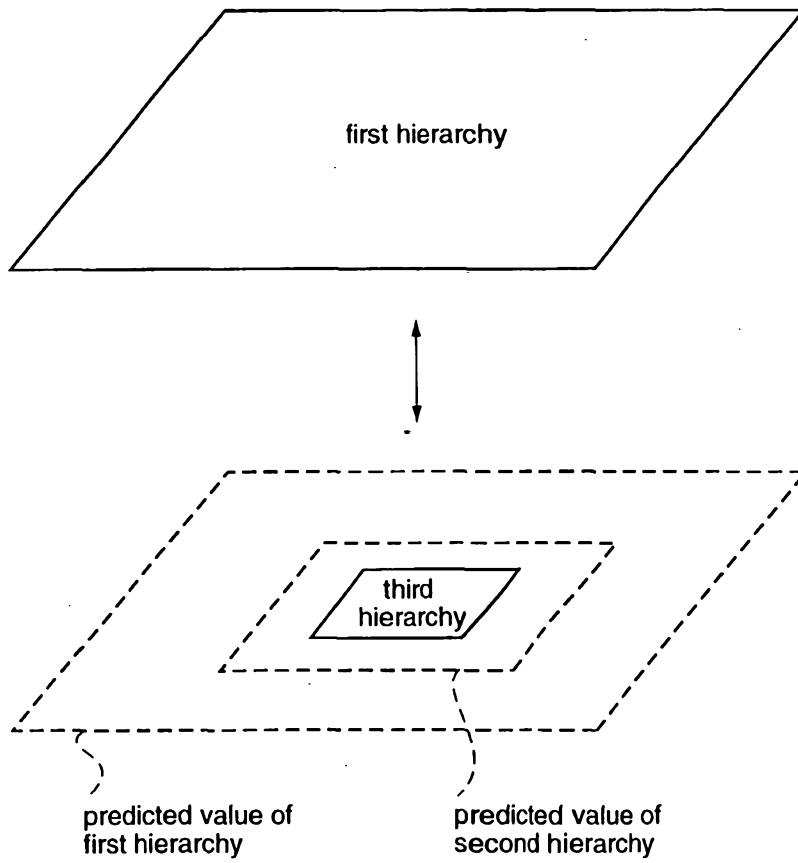 first hierarchy
third
hierarchy
predicted value of
first hierarchy
predicted value of
second hierarchy